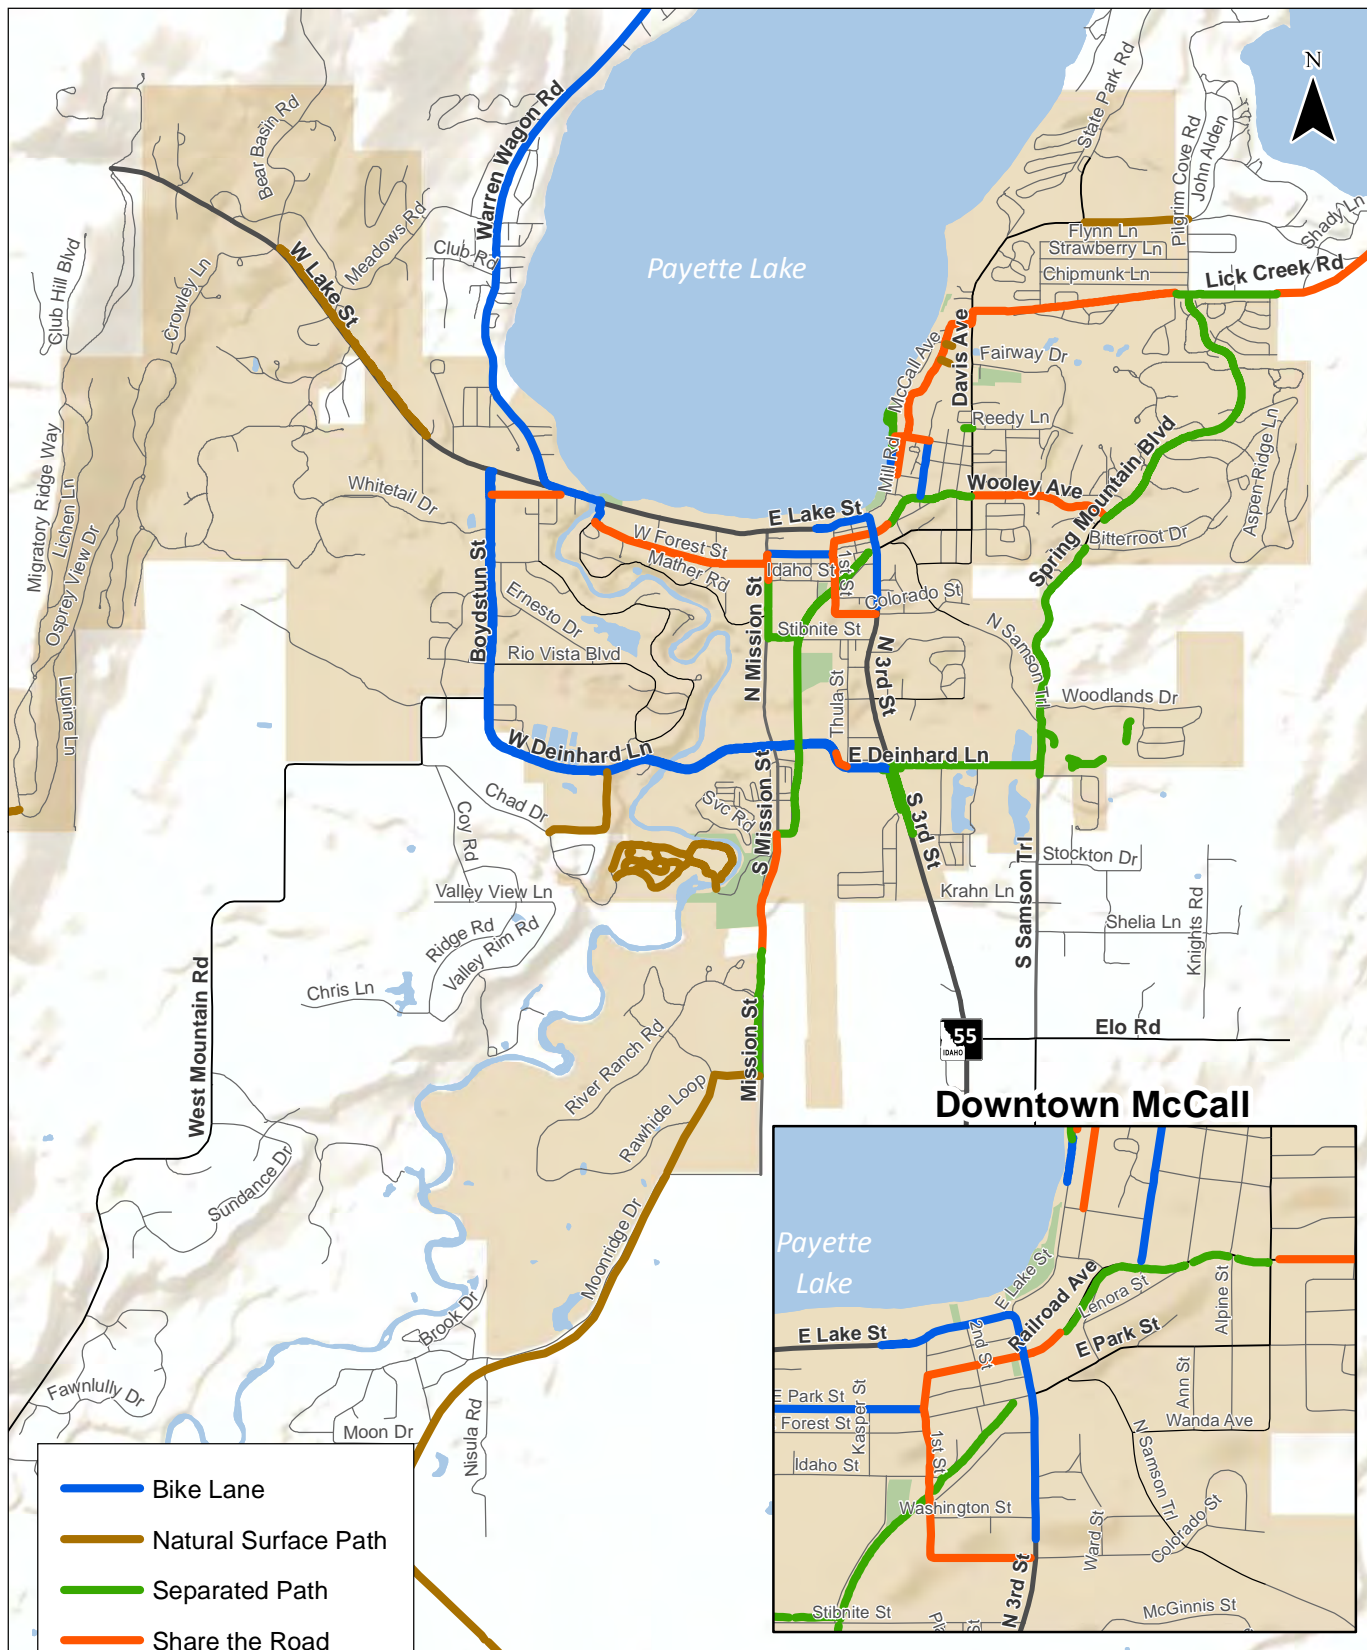 N
State Park Rd
Pilgrim Cove Rd
John Alden
Bear Basin Rd
Warren Wagon Rd
Meadows Rd
Club Rd
Club Hill Blvd
Crowley Ln
W Lake St
Payette Lake
Flynn Ln
Strawberry Ln
Chipmunk Ln
Shady Ln
Lick Creek Rd
Davis Ave
McCall Ave
Fairway Dr
Reedy Ln
Mill Rd
Wooley Ave
Spring Mountain Blvd
Aspen Ridge Ln
Bitterroot Dr
Migratory Ridge Way
Lichen Ln
Osprey View Dr
Lupine Ln
Whitetail Dr
Boydstun St
E Lake St
W Forest St
Mather Rd
Idaho St
1st St
Colorado St
Ernesto Dr
Rio Vista Blvd
N Mission St
Stibnite St
N 3rd St
N Samson Trl
Woodlands Dr
Thula St
W Deinhard Ln
E Deinhard Ln
Chad Dr
Coy Rd
Svc Rd
S Mission St
S 3rd St
S Samson Trl
Stockton Dr
Krahn Ln
Shelia Ln
Knights Rd
Valley View Ln
Ridge Rd
Valley Rim Rd
Chris Ln
West Mountain Rd
River Ranch Rd
Rawhide Loop
Mission St
55
IDAHO
Elo Rd
Sundance Dr
Moonridge Dr
Brook Dr
Fawnlully Dr
Moon Dr
Nisula Rd
Downtown McCall
Payette
Lake
E Lake St
E Lake St
2nd St
Railroad Ave
Lenora St
E Park St
Alpine St
Ann St
Wanda Ave
E Park St
Forest St
Kasper St
Idaho St
1st St
Washington St
N Samson Trl
Colorado St
Ward St
N 3rd St
Stibnite St
McGinnis St
Bike Lane
Natural Surface Path
Separated Path
Share the Road